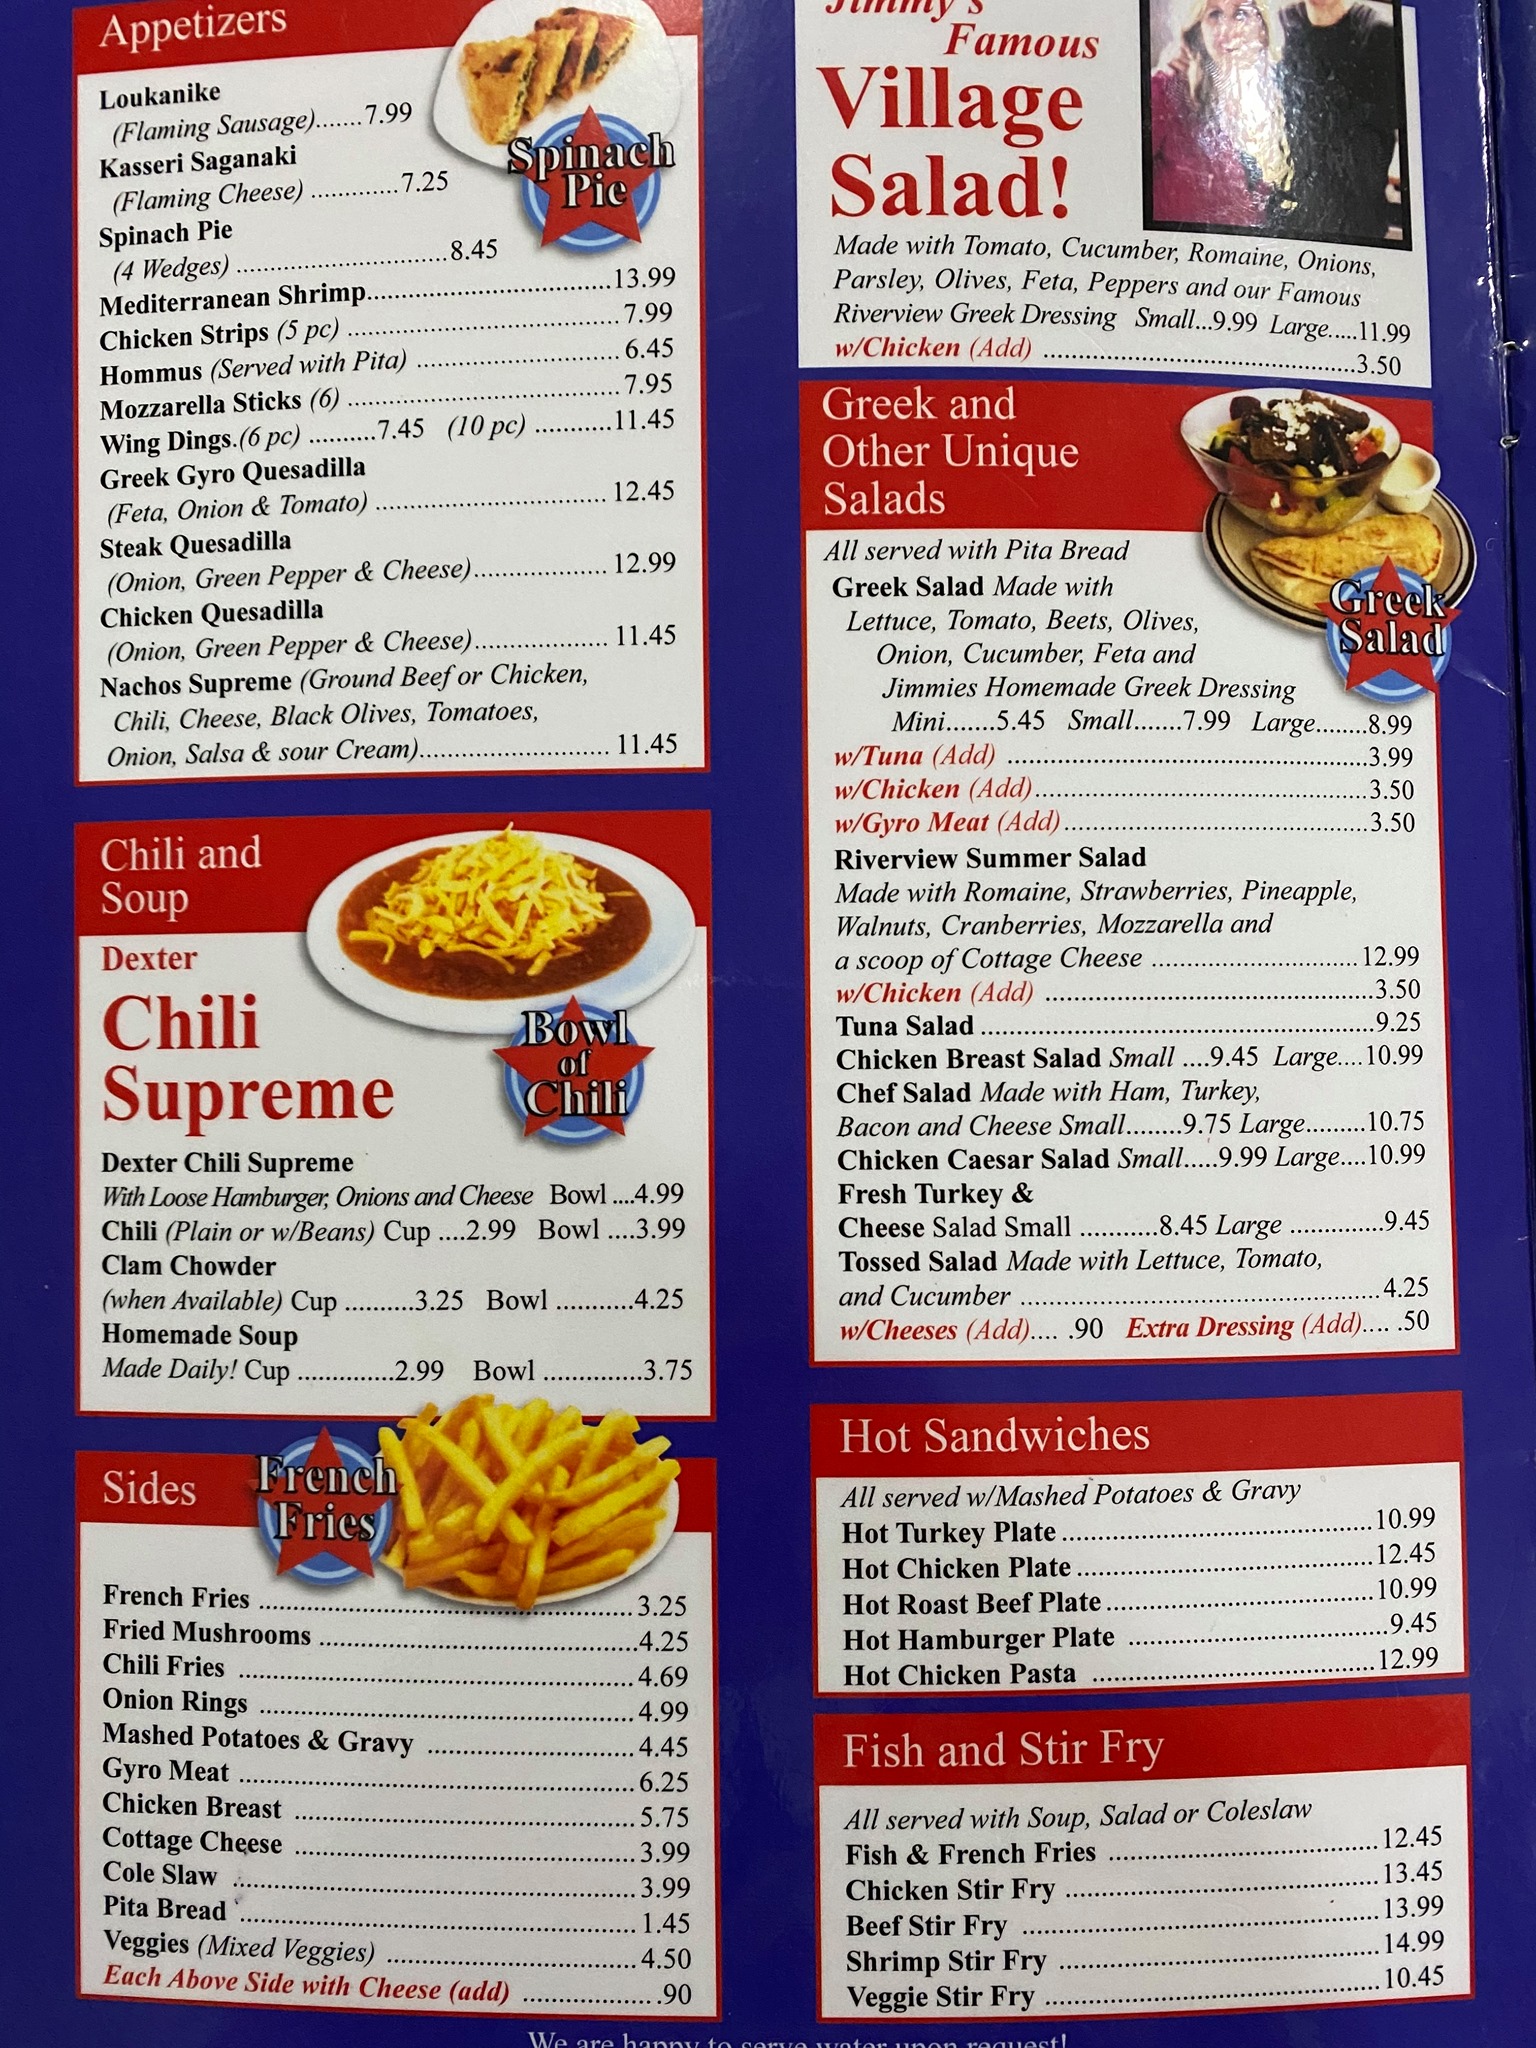 Appetizers
Loukanike
(Flaming Sausage).......7.99
Kasseri Saganaki
(Flaming Cheese) ............7.25
Spinach Pie
(4 Wedges) ..............................8.45
Mediterranean Shrimp..................................13.99
Chicken Strips (5 pc) ......................................7.99
Hommus (Served with Pita) .............................6.45
Mozzarella Sticks (6) .......................................7.95
Wing Dings.(6 pc) ..........7.45 (10 pc) ...........11.45
Greek Gyro Quesadilla
(Feta, Onion & Tomato) ................................. 12.45
Steak Quesadilla
(Onion, Green Pepper & Cheese)................... 12.99
Chicken Quesadilla
(Onion, Green Pepper & Cheese)................... 11.45
Nachos Supreme (Ground Beef or Chicken,
Chili, Cheese, Black Olives, Tomatoes,
Onion, Salsa & sour Cream)........................... 11.45
Spinach
Pie
Chili and
Soup
Dexter
Chili
Supreme
Bowl
of
Chili
Dexter Chili Supreme
With Loose Hamburger, Onions and Cheese Bowl ....4.99
Chili (Plain or w/Beans) Cup ....2.99 Bowl ....3.99
Clam Chowder
(when Available) Cup ..........3.25 Bowl ...........4.25
Homemade Soup
Made Daily! Cup ..............2.99 Bowl ..............3.75
Sides
French
Fries
French Fries ......................................................3.25
Fried Mushrooms ..............................................4.25
Chili Fries .........................................................4.69
Onion Rings ......................................................4.99
Mashed Potatoes & Gravy ..............................4.45
Gyro Meat .........................................................6.25
Chicken Breast .................................................5.75
Cottage Cheese .................................................3.99
Cole Slaw ..........................................................3.99
Pita Bread .........................................................1.45
Veggies (Mixed Veggies) ...................................4.50
Each Above Side with Cheese (add) ....................90
Jimmy's
Famous
Village
Salad!
Made with Tomato, Cucumber, Romaine, Onions,
Parsley, Olives, Feta, Peppers and our Famous
Riverview Greek Dressing Small...9.99 Large.....11.99
w/Chicken (Add) .............................................3.50
Greek and
Other Unique
Salads
Greek
Salad
All served with Pita Bread
Greek Salad Made with
Lettuce, Tomato, Beets, Olives,
Onion, Cucumber, Feta and
Jimmies Homemade Greek Dressing
Mini.......5.45 Small.......7.99 Large........8.99
w/Tuna (Add) ....................................................3.99
w/Chicken (Add)................................................3.50
w/Gyro Meat (Add)............................................3.50
Riverview Summer Salad
Made with Romaine, Strawberries, Pineapple,
Walnuts, Cranberries, Mozzarella and
a scoop of Cottage Cheese .............................. 12.99
w/Chicken (Add) ...............................................3.50
Tuna Salad .........................................................9.25
Chicken Breast Salad Small ....9.45 Large....10.99
Chef Salad Made with Ham, Turkey,
Bacon and Cheese Small........9.75 Large.........10.75
Chicken Caesar Salad Small.....9.99 Large....10.99
Fresh Turkey &
Cheese Salad Small ...........8.45 Large ..............9.45
Tossed Salad Made with Lettuce, Tomato,
and Cucumber ....................................................4.25
w/Cheeses (Add).... .90 Extra Dressing (Add).... .50
Hot Sandwiches
All served w/Mashed Potatoes & Gravy
Hot Turkey Plate.............................................10.99
Hot Chicken Plate...........................................12.45
Hot Roast Beef Plate......................................10.99
Hot Hamburger Plate .....................................9.45
Hot Chicken Pasta .........................................12.99
Fish and Stir Fry
All served with Soup, Salad or Coleslaw
Fish & French Fries .......................................12.45
Chicken Stir Fry .............................................13.45
Beef Stir Fry ...................................................13.99
Shrimp Stir Fry ..............................................14.99
Veggie Stir Fry ................................................10.45
We are happy to serve water upon request!